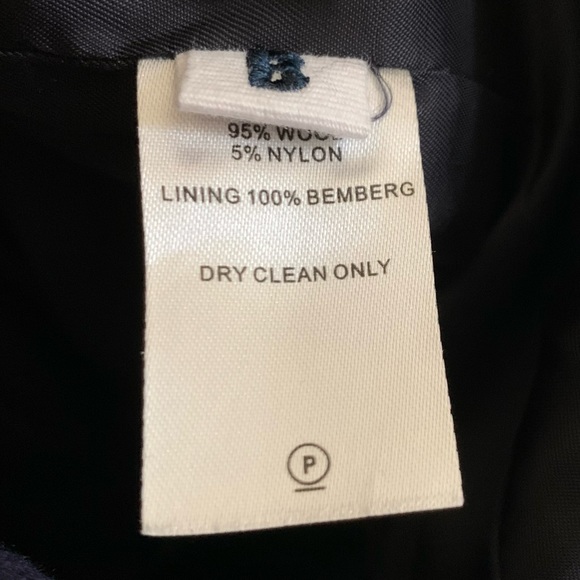 95% WOOL
5% NYLON
LINING 100% BEMBERG
DRY CLEAN ONLY
P